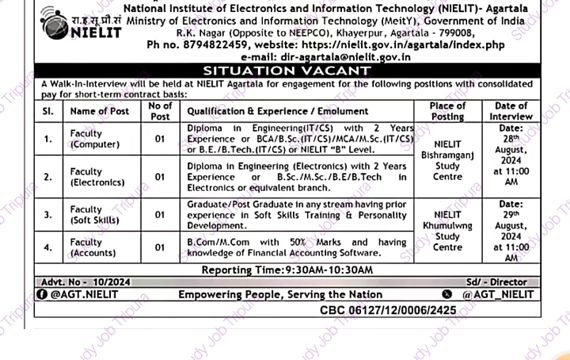 National Institute of Electronics and Information Technology (NIELIT)- Agartala
रा.इ.सू.प्रौ.सं
NIELIT
Ministry of Electronics and Information Technology (MeitY), Government of India
R.K. Nagar (Opposite to NEEPCO), Khayerpur, Agartala - 799008,
Ph no. 8794822459, website: https://nielit.gov.in/agartala/index.php
e-mail: dir-agartala@nielit.gov.in
SITUATION VACANT
A Walk-In-Interview will be held at NIELIT Agartala for engagement for the following positions with consolidated
pay for short-term contract basis:
Sl. Name of Post No of Post Qualification & Experience / Emolument Place of Posting Date of Interview
1. Faculty (Computer) 01
Diploma in Engineering(IT/CS) with 2 Years
Experience or BCA/B.Sc.(IT/CS)/MCA/M.Sc.(IT/CS)
or B.E./B.Tech.(IT/CS) or NIELIT "B" Level.
2. Faculty (Electronics) 01
Diploma in Engineering (Electronics) with 2 Years
Experience or B.Sc./M.Sc./B.E/B.Tech in
Electronics or equivalent branch.
NIELIT
Bishramganj
Study
Centre
Date:
28th
August,
2024
at 11:00
AM
3. Faculty (Soft Skills) 01
Graduate/Post Graduate in any stream having prior
experience in Soft Skills Training & Personality
Development.
4. Faculty (Accounts) 01
B.Com/M.Com with 50% Marks and having
knowledge of Financial Accounting Software.
NIELIT
Khumulwng
Study
Centre
Date:
29th
August,
2024
at 11:00
AM
Reporting Time:9:30AM-10:30AM
Advt. No - 10/2024 Sd/ - Director
@AGT.NIELIT Empowering People, Serving the Nation @AGT_NIELIT
CBC 06127/12/0006/2425
Study Job Tripura